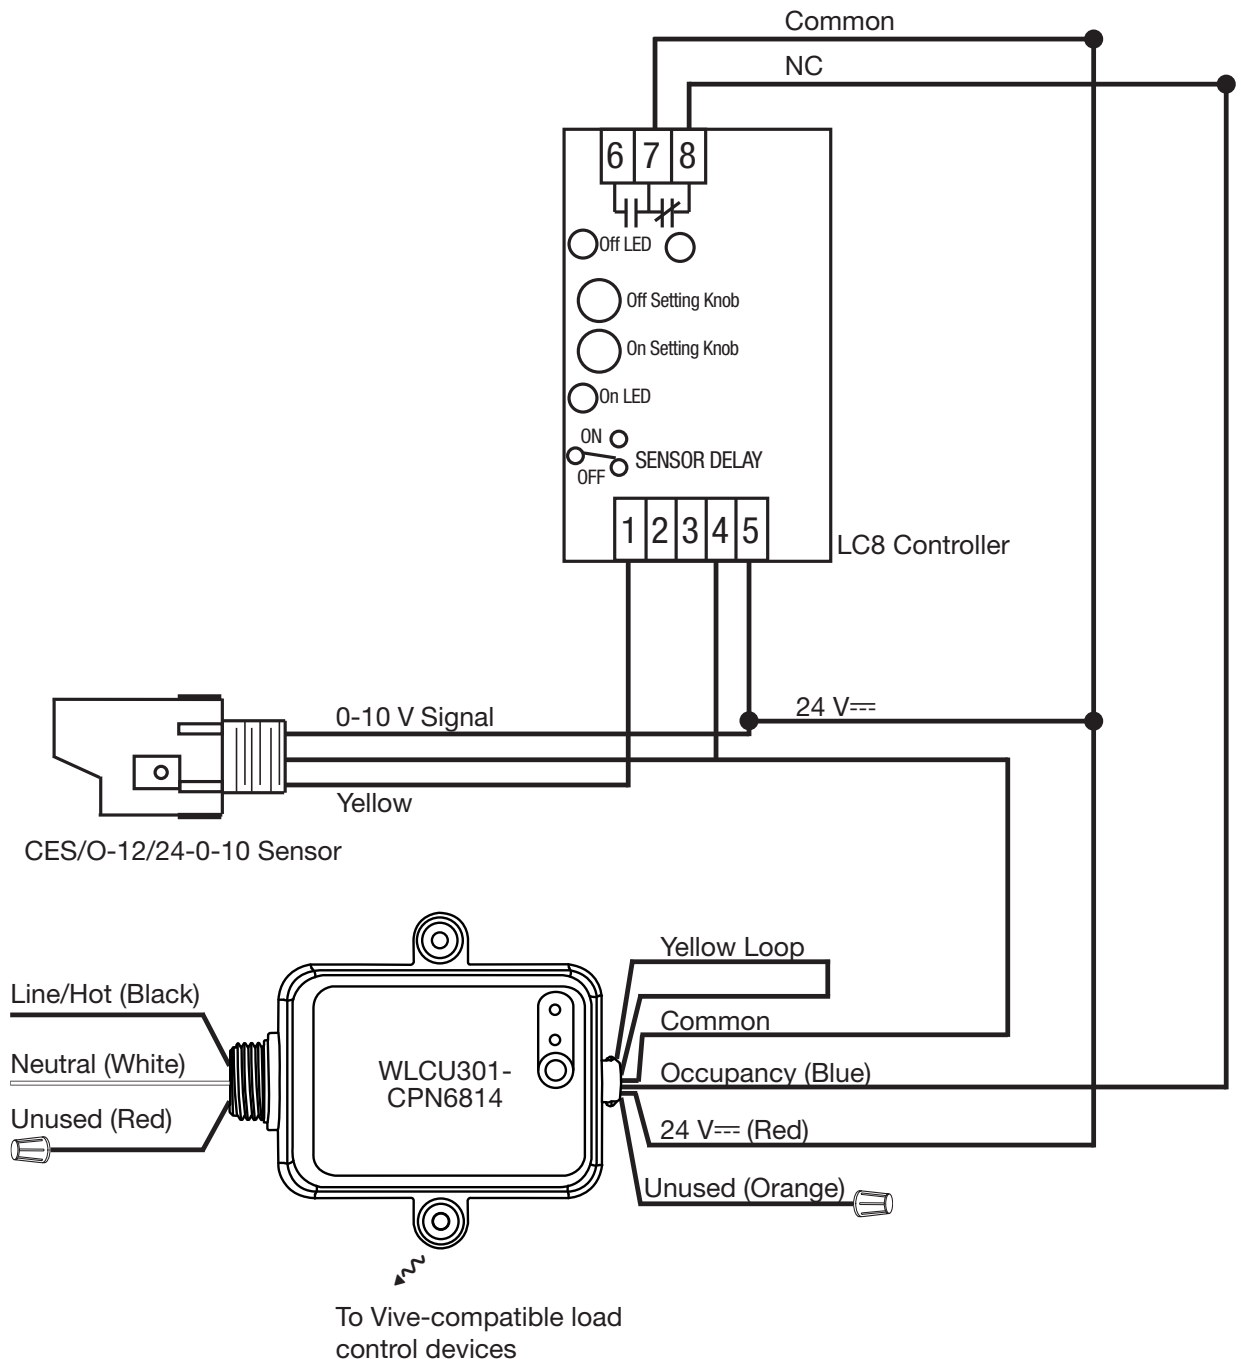 Common
NC
6 7 8
Off LED
Off Setting Knob
On Setting Knob
On LED
ON
OFF
SENSOR DELAY
1 2 3 4 5
LC8 Controller
0-10 V Signal
24 V⎓
Yellow
CES/O-12/24-0-10 Sensor
Line/Hot (Black)
Neutral (White)
Unused (Red)
WLCU301-
CPN6814
Yellow Loop
Common
Occupancy (Blue)
24 V⎓ (Red)
Unused (Orange)
To Vive-compatible load
control devices